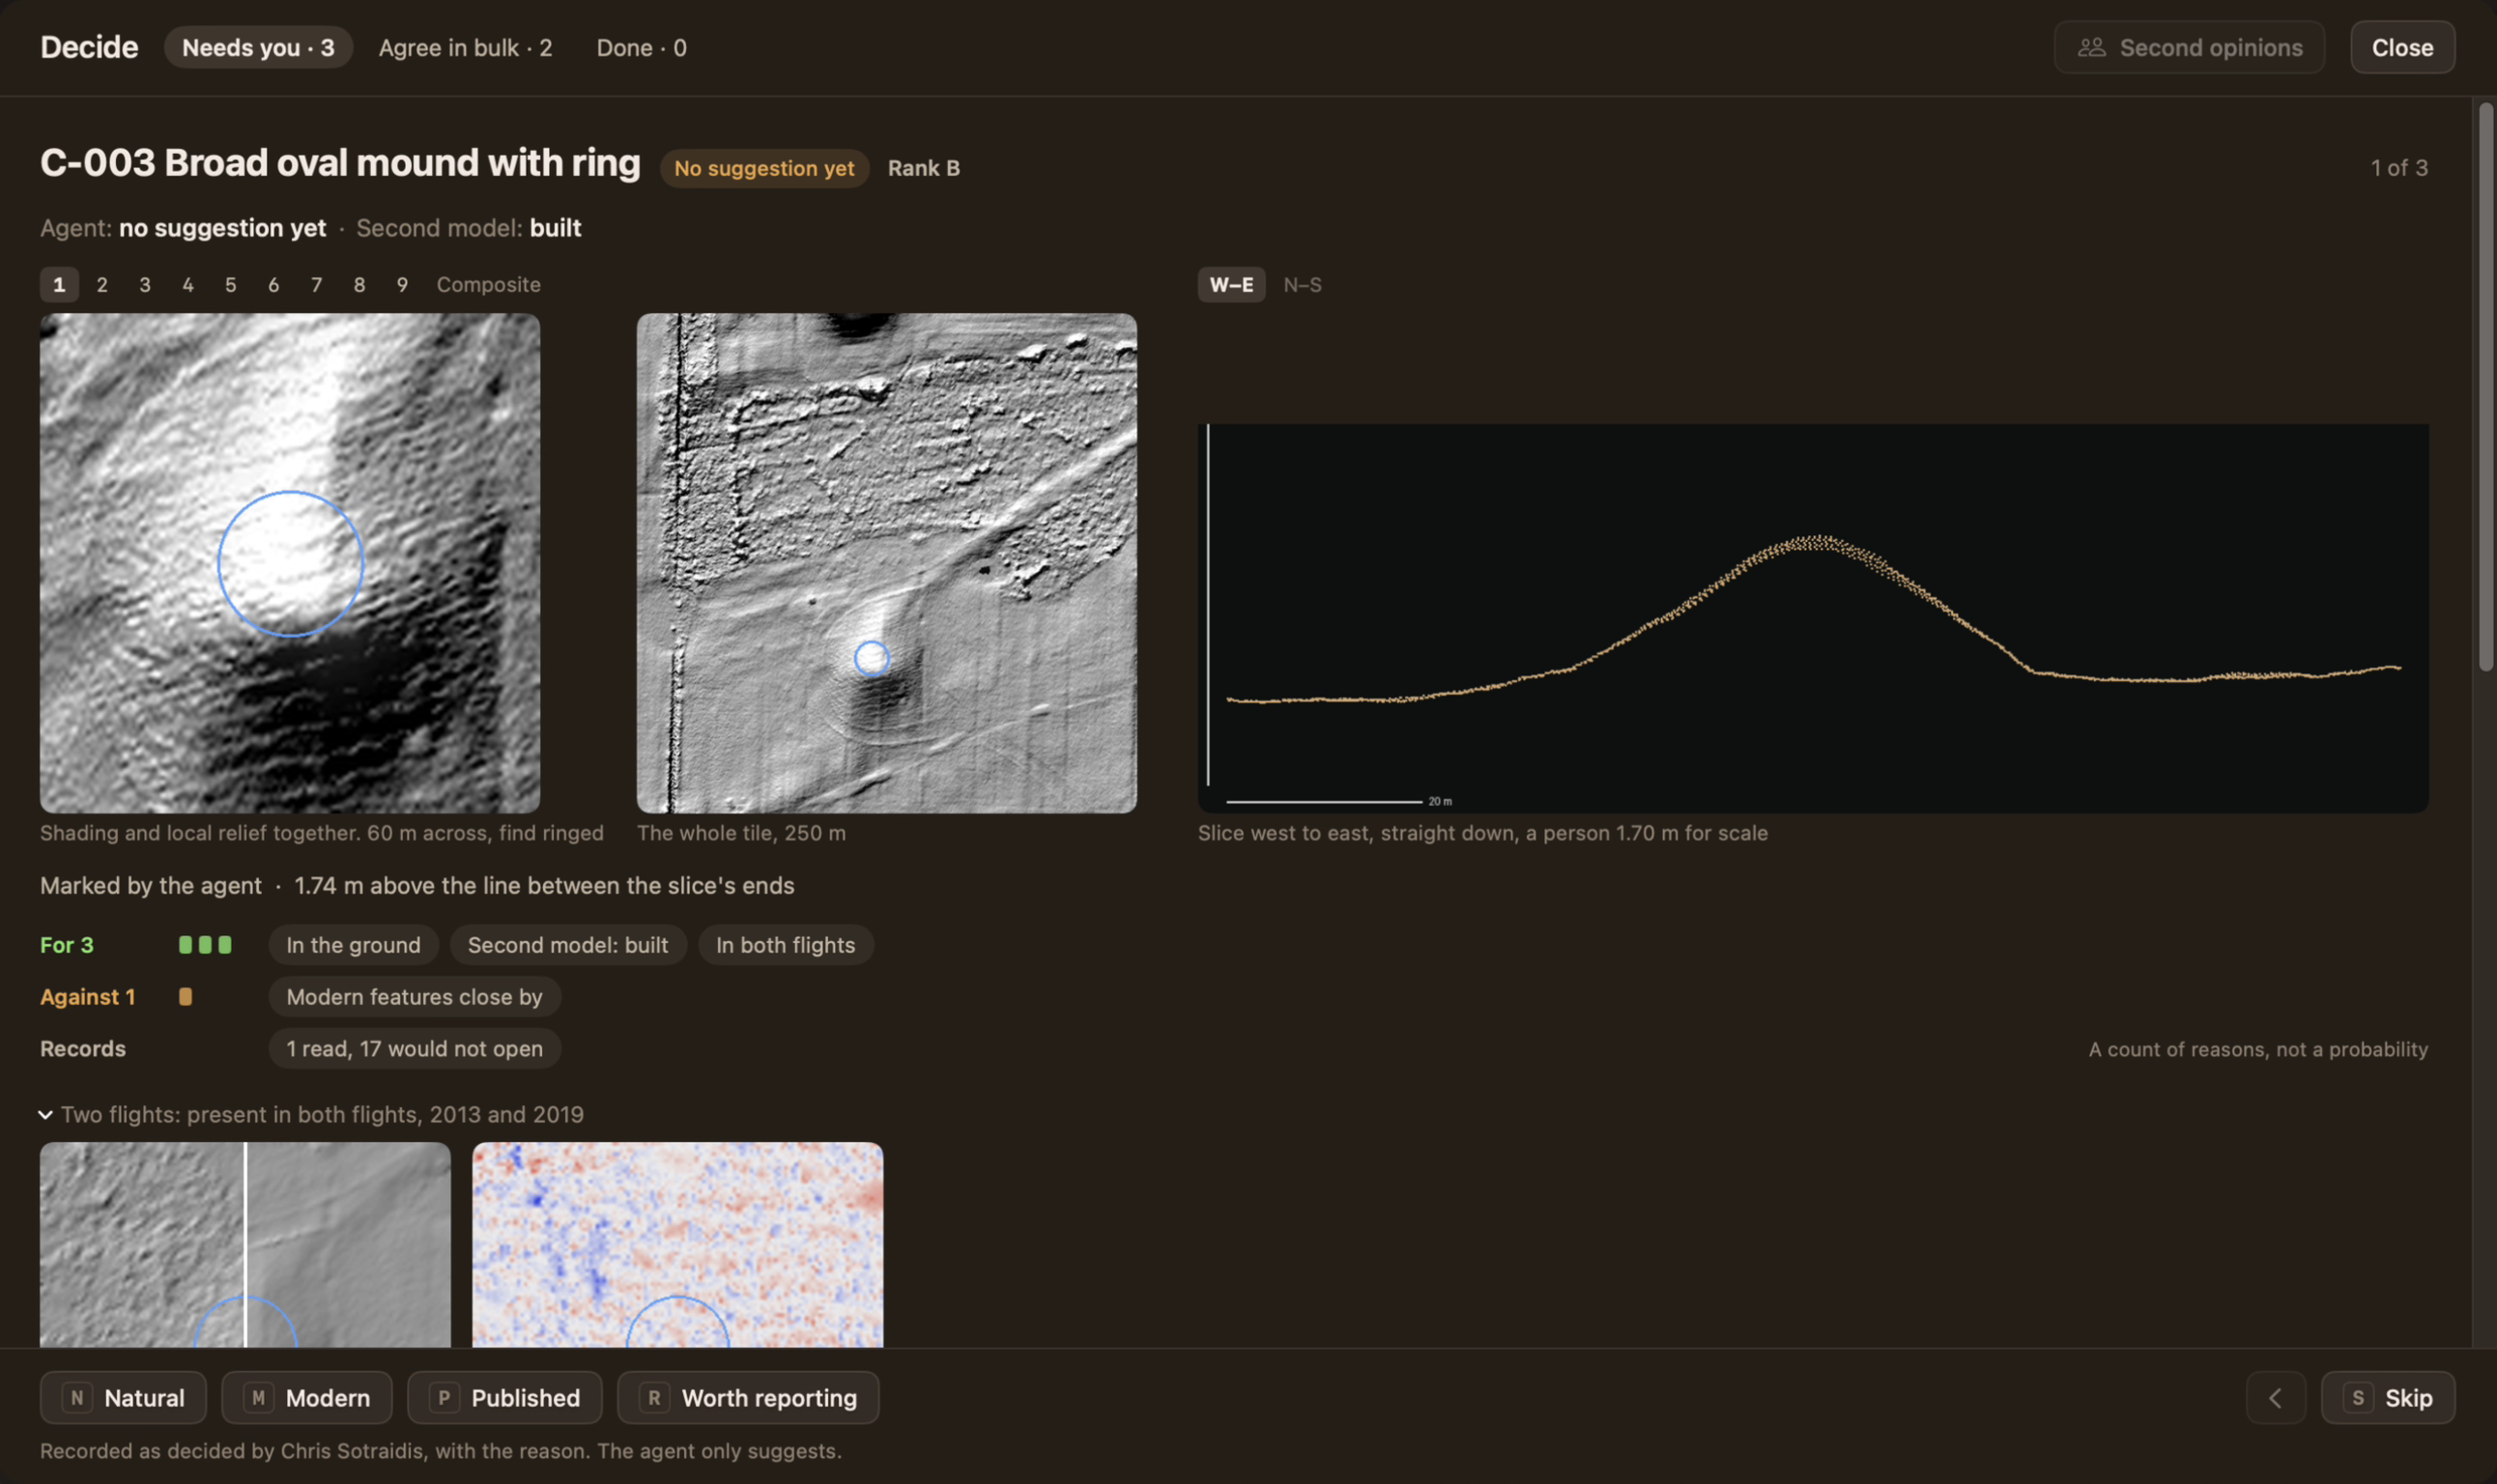 Decide Needs you · 3 Agree in bulk · 2 Done · 0 Second opinions Close
C-003 Broad oval mound with ring No suggestion yet Rank B 1 of 3
Agent: no suggestion yet · Second model: built
1 2 3 4 5 6 7 8 9 Composite W–E N–S
20 m
Shading and local relief together. 60 m across, find ringed The whole tile, 250 m Slice west to east, straight down, a person 1.70 m for scale
Marked by the agent · 1.74 m above the line between the slice's ends
For 3 In the ground Second model: built In both flights
Against 1 Modern features close by
Records 1 read, 17 would not open A count of reasons, not a probability
Two flights: present in both flights, 2013 and 2019
N Natural M Modern P Published R Worth reporting S Skip
Recorded as decided by Chris Sotraidis, with the reason. The agent only suggests.